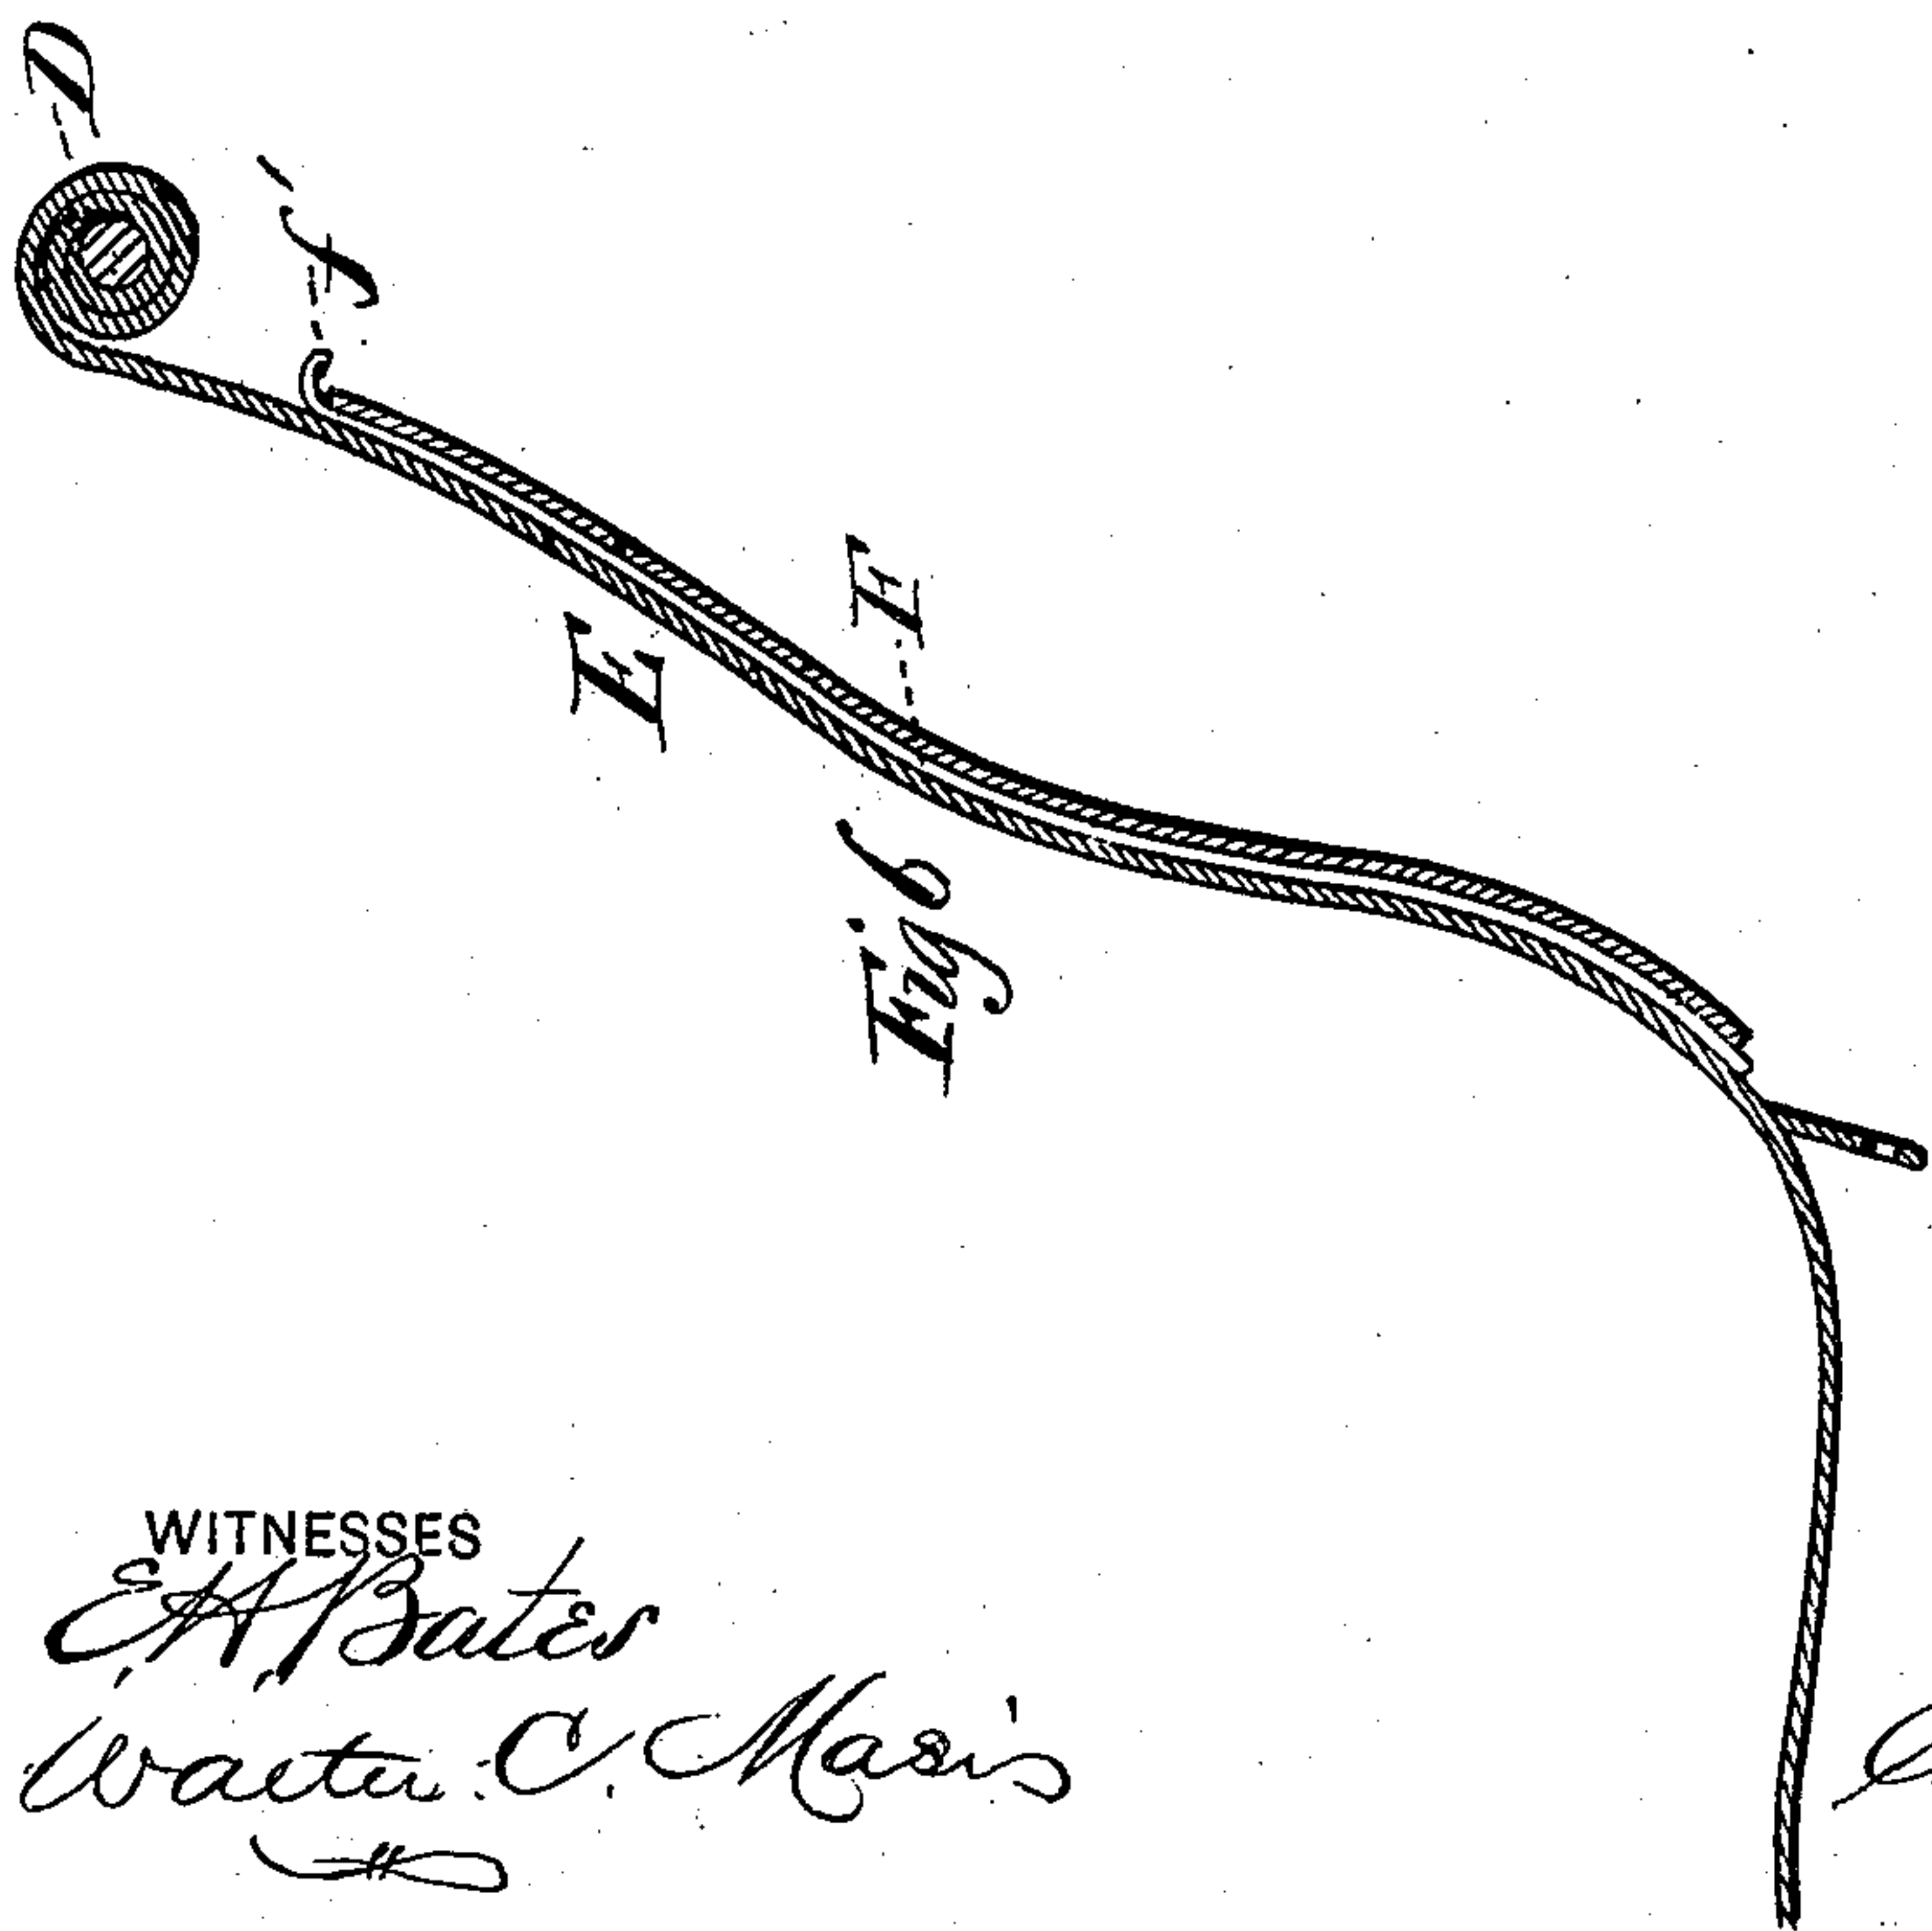 f'
F
E
Fig. 6
WITNESSES
E H Bates
Walter C. Masi